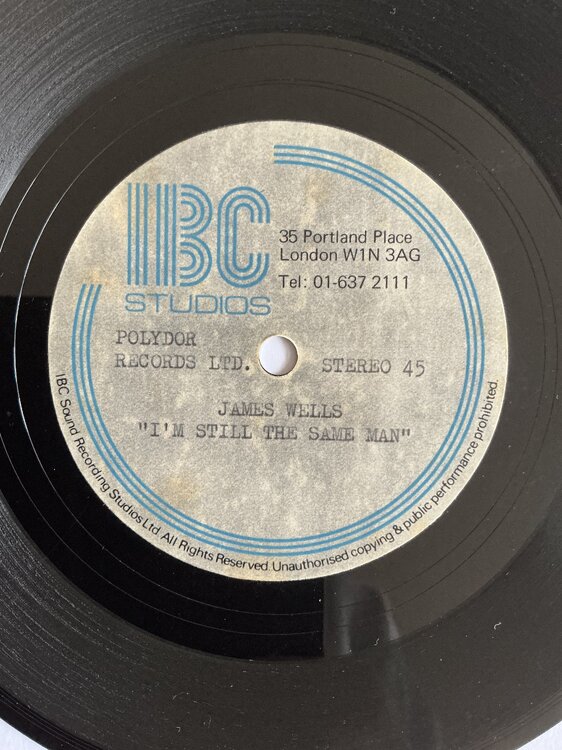 IBC
STUDIOS
35 Portland Place
London W1N 3AG
Tel: 01-637 2111
POLYDOR
RECORDS LTD. STEREO 45
JAMES WELLS
"I'M STILL THE SAME MAN"
IBC Sound Recording Studios Ltd All Rights Reserved. Unauthorised copying & public performance prohibited.